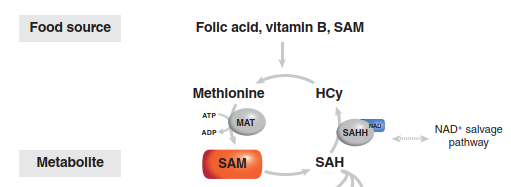 Food source
Folic acid, vitamin B, SAM
Methionine
HCy
ATP
MAT
ADP
NAD
SAHH
NAD+ salvage
pathway
Metabolite
SAM
SAH